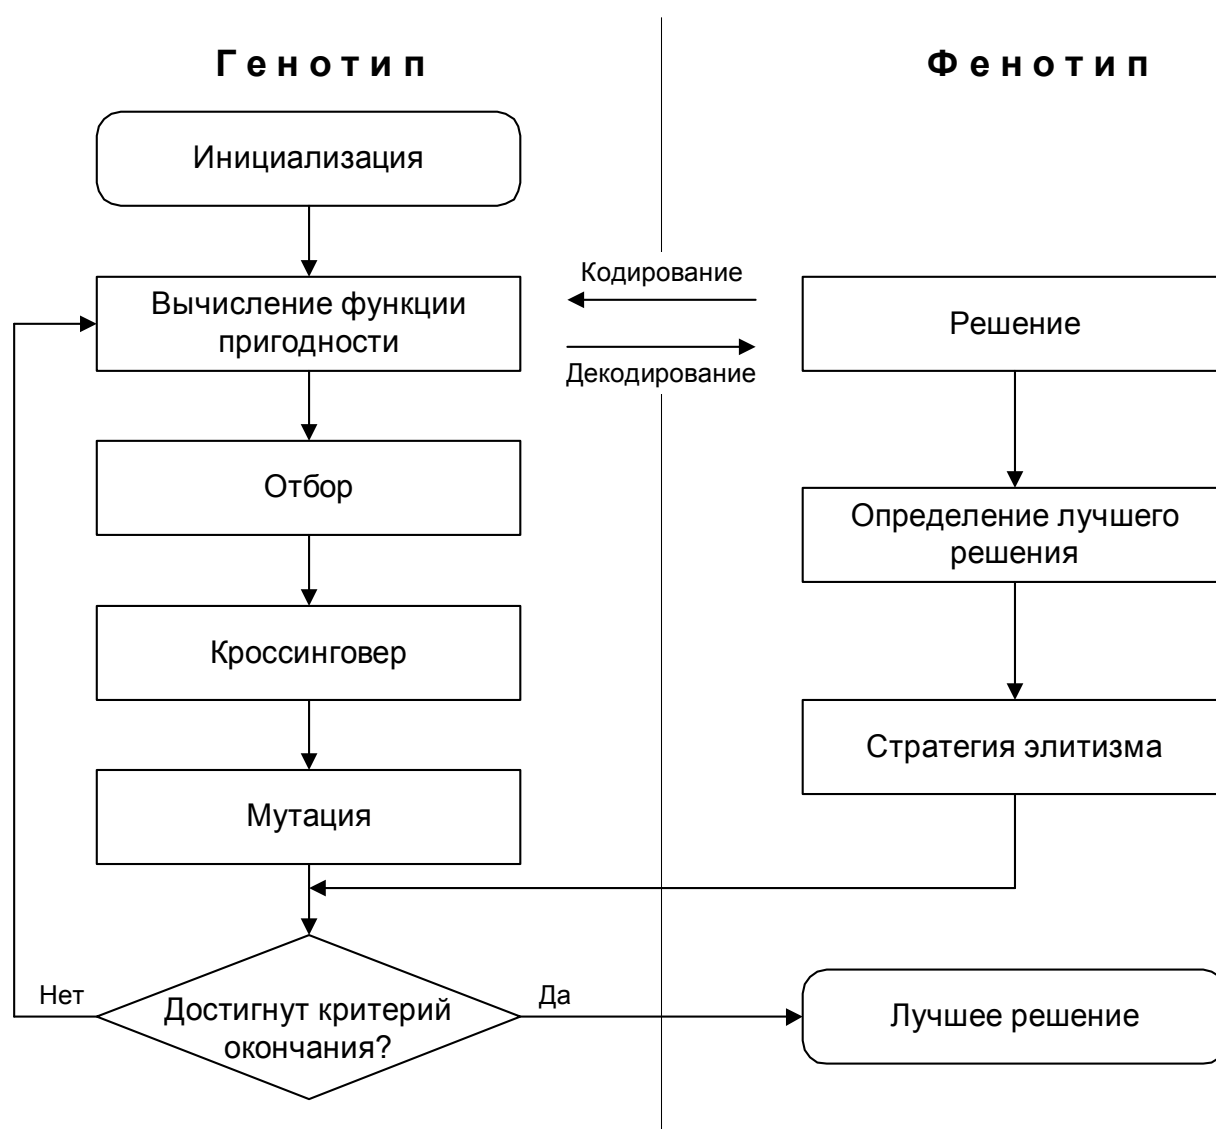 Генотип
Фенотип
Инициализация
Кодирование
Вычисление функции
пригодности
Решение
Декодирование
Отбор
Определение лучшего
решения
Кроссинговер
Стратегия элитизма
Мутация
Нет
Да
Достигнут критерий
окончания?
Лучшее решение